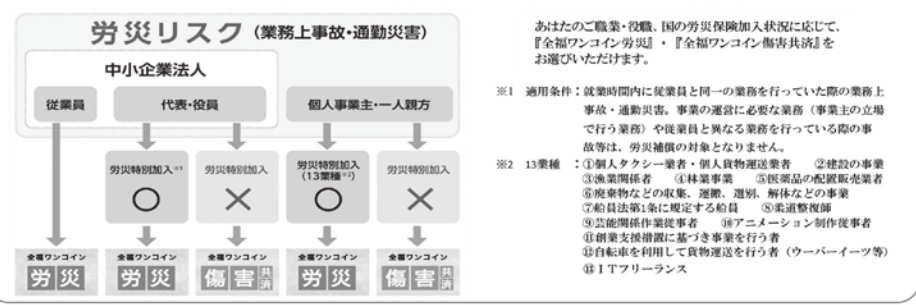 労災リスク(業務上事故・通勤災害)
中小企業法人
従業員
代表・役員
個人事業主・一人親方
労災特別加入※1
○
労災特別加入
×
労災特別加入
(13業種※2)
○
労災特別加入
×
全福ワンコイン
労災
全福ワンコイン
労災
全福ワンコイン
傷害共済
全福ワンコイン
労災
全福ワンコイン
傷害共済
あはたのご職業・役職、国の労災保険加入状況に応じて、
『全福ワンコイン労災』・『全福ワンコイン傷害共済』を
お選びいただけます。
※1 適用条件：就業時間内に従業員と同一の業務を行っていた際の業務上
事故・通勤災害。事業の運営に必要な業務（事業主の立場
で行う業務）や従業員と異なる業務を行っている際の事
故等は、労災補償の対象となりません。
※2 13業種 ：①個人タクシー業者・個人貨物運送業者 ②建設の事業
③漁業関係者 ④林業事業 ⑤医薬品の配置販売業者
⑥廃棄物などの収集、運搬、選別、解体などの事業
⑦船員法第1条に規定する船員 ⑧柔道整復師
⑨芸能関係作業従事者 ⑩アニメーション制作従事者
⑪創業支援措置に基づき事業を行う者
⑫自転車を利用して貨物運送を行う者（ウーバーイーツ等）
⑬ＩＴフリーランス